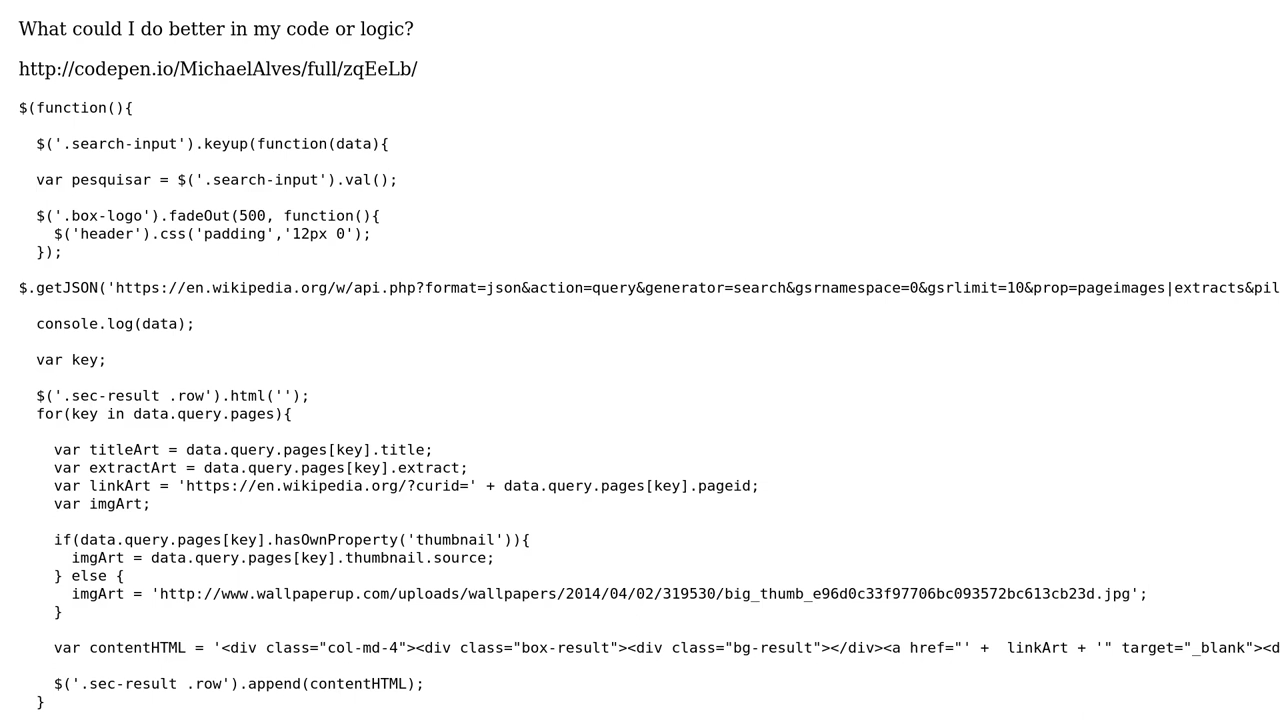 What could I do better in my code or logic?
http://codepen.io/MichaelAlves/full/zqEeLb/
$(function(){
$('.search-input').keyup(function(data){
var pesquisar = $('.search-input').val();
$('.box-logo').fadeOut(500, function(){
$('header').css('padding','12px 0');
});
$.getJSON('https://en.wikipedia.org/w/api.php?format=json&action=query&generator=search&gsrnamespace=0&gsrlimit=10&prop=pageimages|extracts&pil
console.log(data);
var key;
$('.sec-result .row').html('');
for(key in data.query.pages){
var titleArt = data.query.pages[key].title;
var extractArt = data.query.pages[key].extract;
var linkArt = 'https://en.wikipedia.org/?curid=' + data.query.pages[key].pageid;
var imgArt;
if(data.query.pages[key].hasOwnProperty('thumbnail')){
imgArt = data.query.pages[key].thumbnail.source;
} else {
imgArt = 'http://www.wallpaperup.com/uploads/wallpapers/2014/04/02/319530/big_thumb_e96d0c33f97706bc093572bc613cb23d.jpg';
}
var contentHTML = '<div class="col-md-4"><div class="box-result"><div class="bg-result"></div><a href="' +  linkArt + '" target="_blank"><d
$('.sec-result .row').append(contentHTML);
}